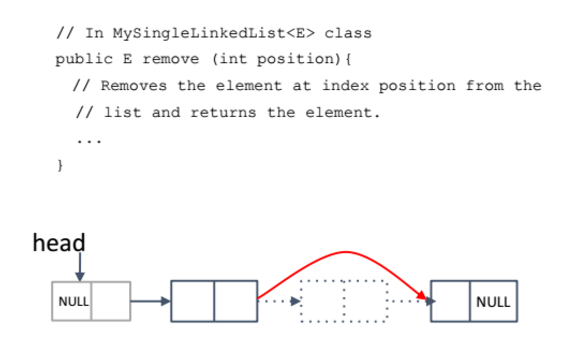 // In MySingleLinkedList<E> class
public E remove (int position){
// Removes the element at index position from the
// list and returns the element.
...
}
head
NULL
NULL